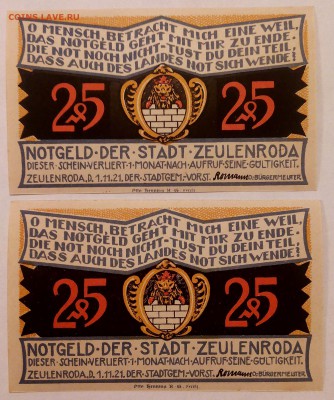 COINS.LAVE.RU
O MENSCH, BETRACHT MICH EINE WEIL,
DAS NOTGELD GEHT MIT MIR ZU ENDE.
DIE NOT NOCH NICHT-TUST DU DEIN TEIL,
DASS AUCH DES LANDES NOT SICH WENDE!
25 25
NOTGELD·DER·STADT·ZEULENRODA
DIESER·SCHEIN·VERLIERT·1·MONAT·NACH·AUFRUF·SEINE·GÜLTIGKEIT.
ZEULENRODA, D. 1.11.21. DER STADTGEM.-VORST. BÜRGERMEISTER
O MENSCH, BETRACHT MICH EINE WEIL,
DAS NOTGELD GEHT MIT MIR ZU ENDE.
DIE NOT NOCH NICHT-TUST DU DEIN TEIL,
DASS AUCH DES LANDES NOT SICH WENDE!
25 25
NOTGELD·DER·STADT·ZEULENRODA
DIESER·SCHEIN·VERLIERT·1·MONAT·NACH·AUFRUF·SEINE·GÜLTIGKEIT.
ZEULENRODA, D. 1.11.21. DER STADTGEM.-VORST. BÜRGERMEISTER